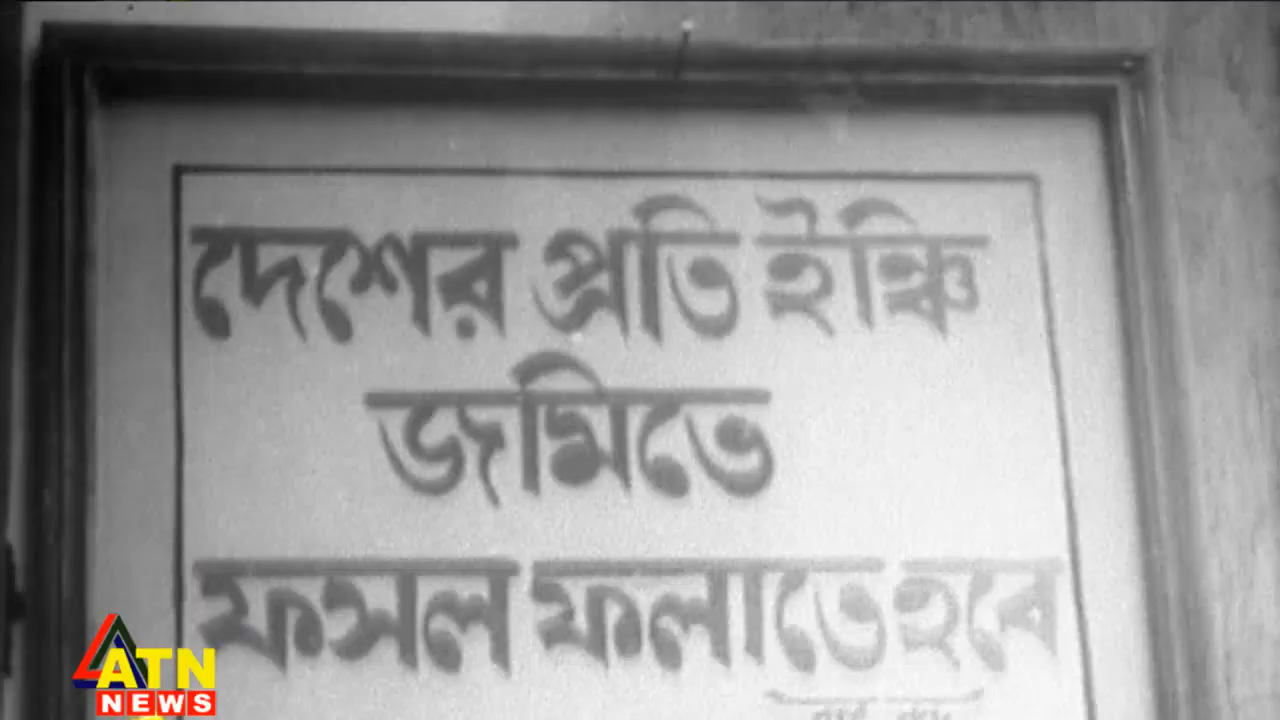 দেশের প্রতি ইঞ্চি
জমিতে
ফসল ফলাতে হবে
ATN
NEWS